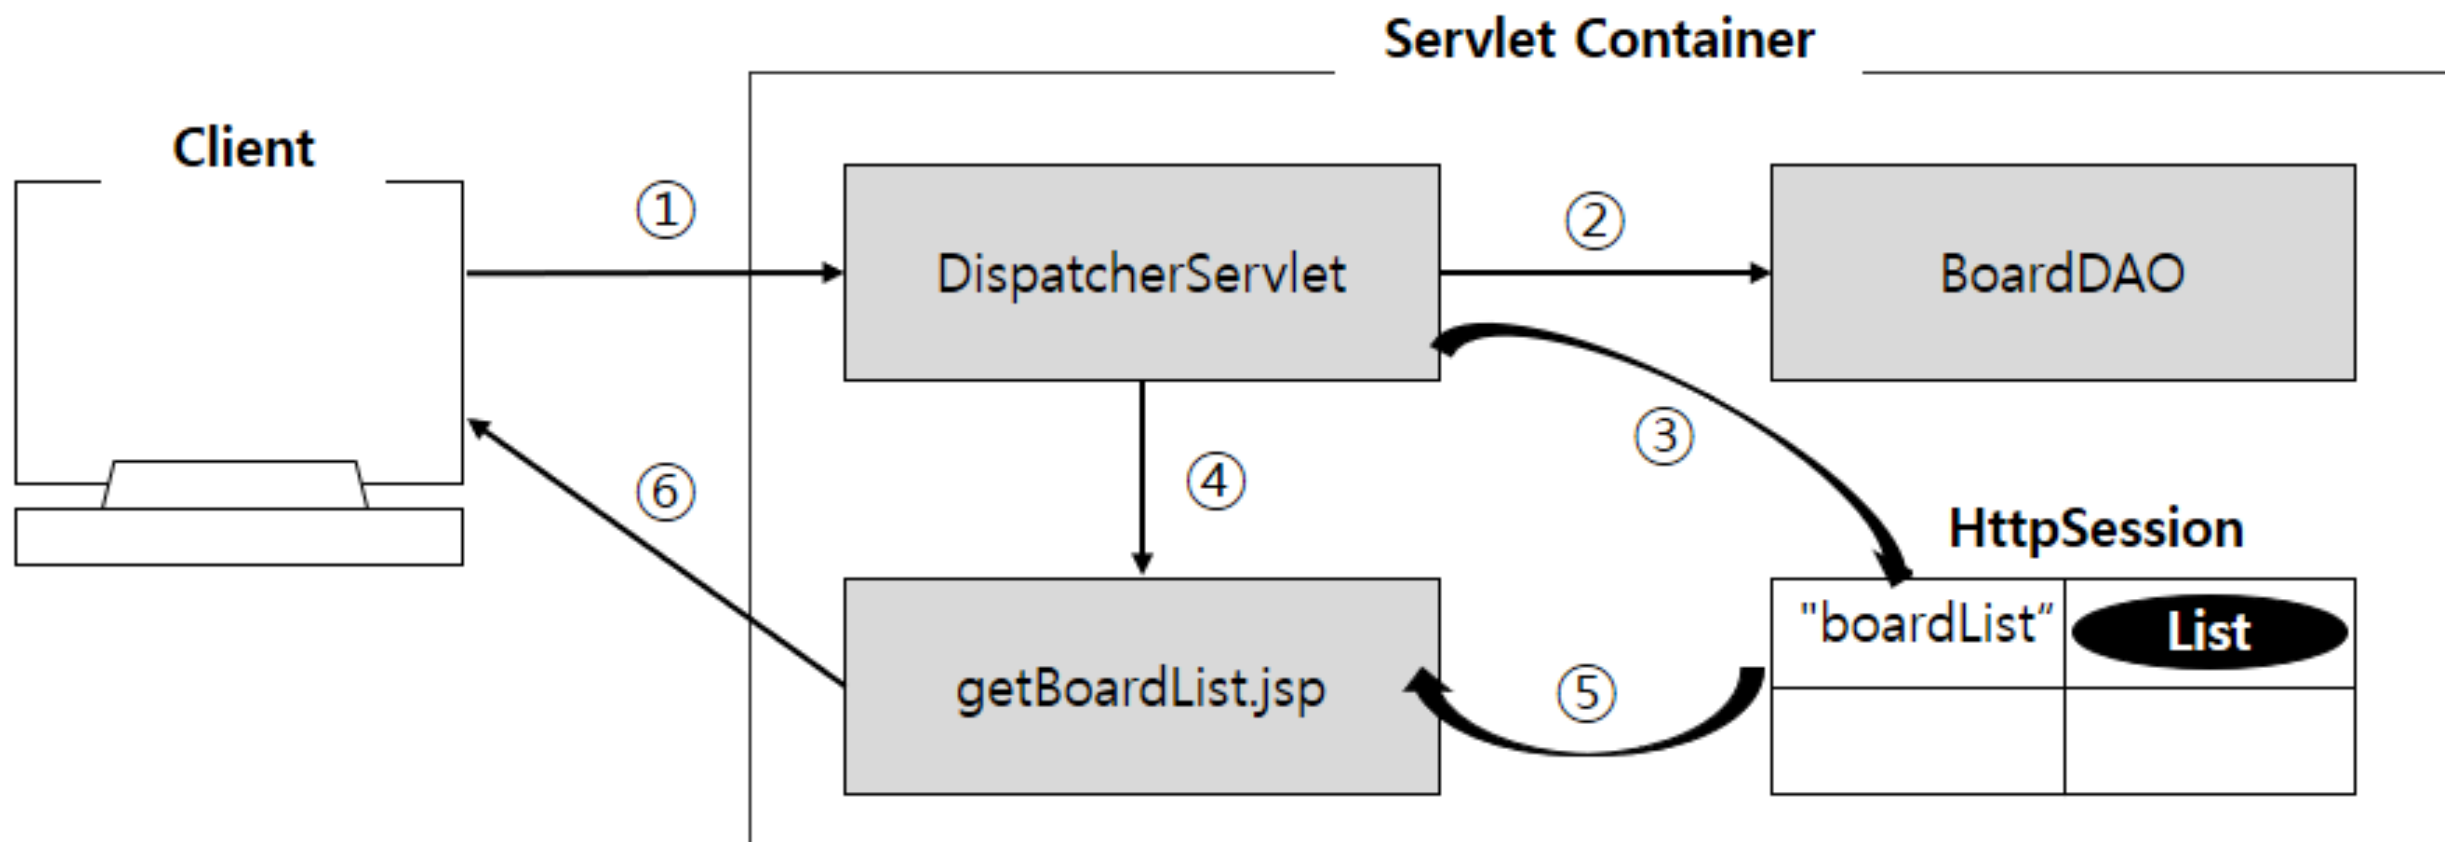 Servlet Container
Client
①
DispatcherServlet
②
BoardDAO
③
④
⑥
HttpSession
"boardList“
List
getBoardList.jsp
⑤